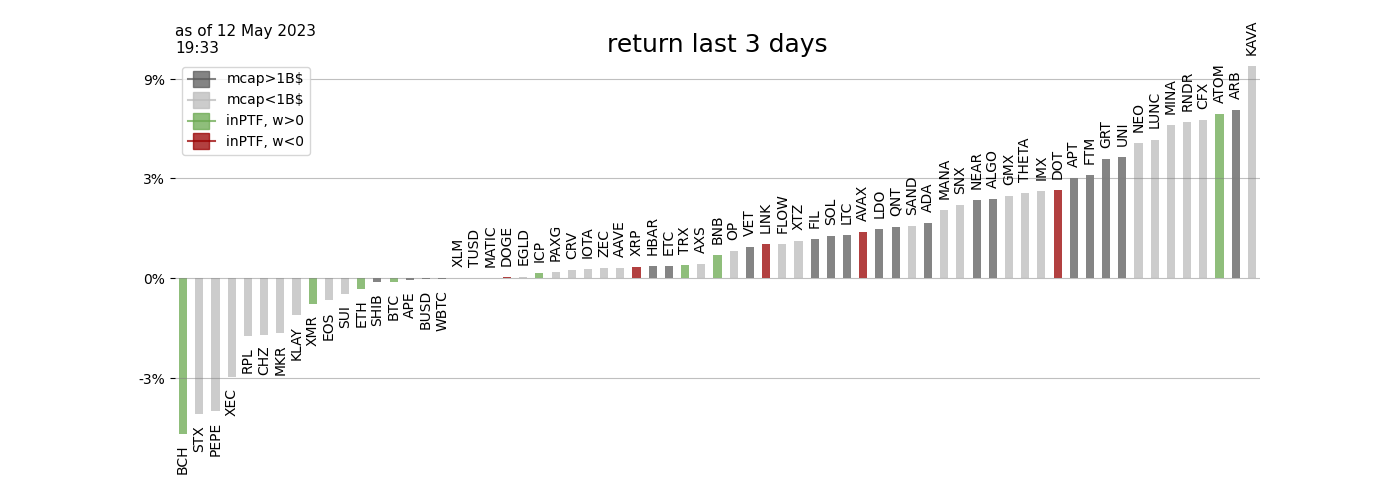 as of 12 May 2023
19:33
return last 3 days
mcap>1B$
mcap<1B$
inPTF, w>0
inPTF, w<0
9%
3%
0%
-3%
BCH
STX
PEPE
XEC
RPL
CHZ
MKR
KLAY
XMR
EOS
SUI
ETH
SHIB
BTC
APE
BUSD
WBTC
XLM
TUSD
MATIC
DOGE
EGLD
ICP
PAXG
CRV
IOTA
ZEC
AAVE
XRP
HBAR
ETC
TRX
AXS
BNB
OP
VET
LINK
FLOW
XTZ
FIL
SOL
LTC
AVAX
LDO
QNT
SAND
ADA
MANA
SNX
NEAR
ALGO
GMX
THETA
IMX
DOT
APT
FTM
GRT
UNI
NEO
LUNC
MINA
RNDR
CFX
ATOM
ARB
KAVA